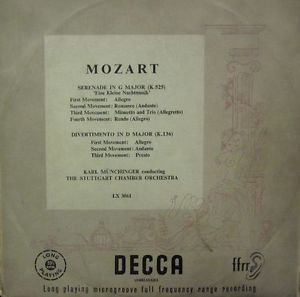 MOZART
SERENADE IN G MAJOR (K.525)
"Eine Kleine Nachtmusik"
First Movement: Allegro
Second Movement: Romance (Andante)
Third Movement: Minuetto and Trio (Allegretto)
Fourth Movement: Rondo (Allegro)
DIVERTIMENTO IN D MAJOR (K.136)
First Movement: Allegro
Second Movement: Andante
Third Movement: Presto
KARL MÜNCHINGER conducting
THE STUTTGART CHAMBER ORCHESTRA
LX 3061
LONG
PLAYING
DECCA
ffrr
Long playing microgroove full frequency range recording